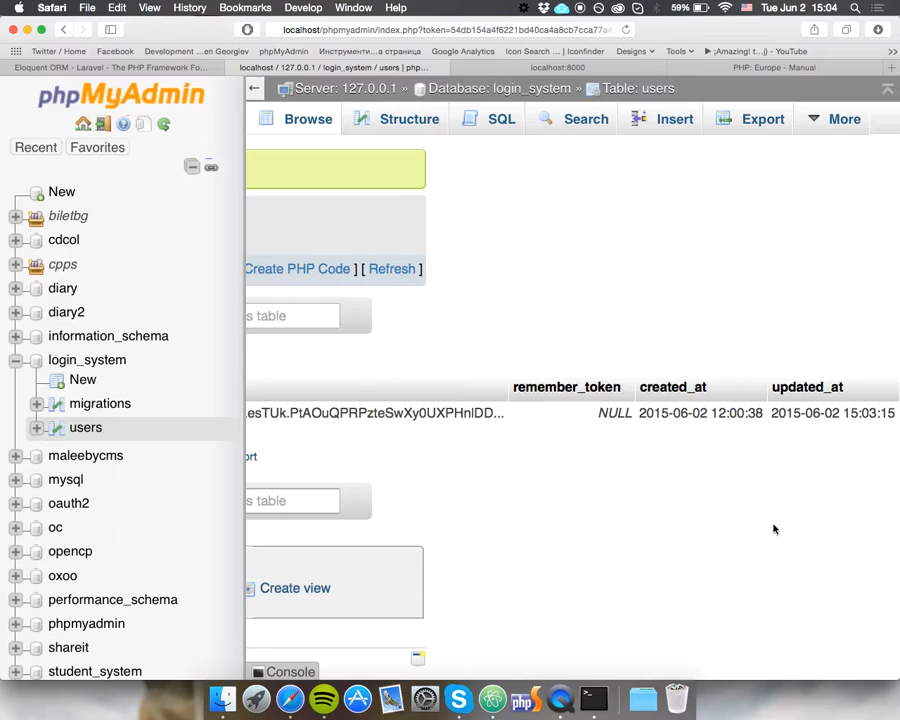 Safari File Edit View History Bookmarks Develop Window Help 59% Tue Jun 2 15:04
localhost/phpmyadmin/index.php?token=54db154a4f6221bd40ca4a8cb7cca77a
Twitter / Home Facebook Development ...en Georgiev phpMyAdmin Инструменти...а страница Google Analytics Icon Search ... | Iconfinder Designs Tools ► ¡Amazing! t...j) - YouTube >>
Eloquent ORM - Laravel - The PHP Framework Fo... localhost / 127.0.0.1 / login_system / users | php... localhost:8000 PHP: Europe - Manual +
phpMyAdmin
Recent Favorites
New
biletbg
cdcol
cpps
diary
diary2
information_schema
login_system
New
migrations
users
maleebycms
mysql
oauth2
oc
opencp
oxoo
performance_schema
phpmyadmin
shareit
student_system
Server: 127.0.0.1 » Database: login_system » Table: users
Browse Structure SQL Search Insert Export More
Create PHP Code ] [ Refresh ]
s table
remember_token created_at updated_at
.esTUk.PtAOuQPRPzteSwXy0UXPHnlDD... NULL 2015-06-02 12:00:38 2015-06-02 15:03:15
ort
s table
Create view
Console
php